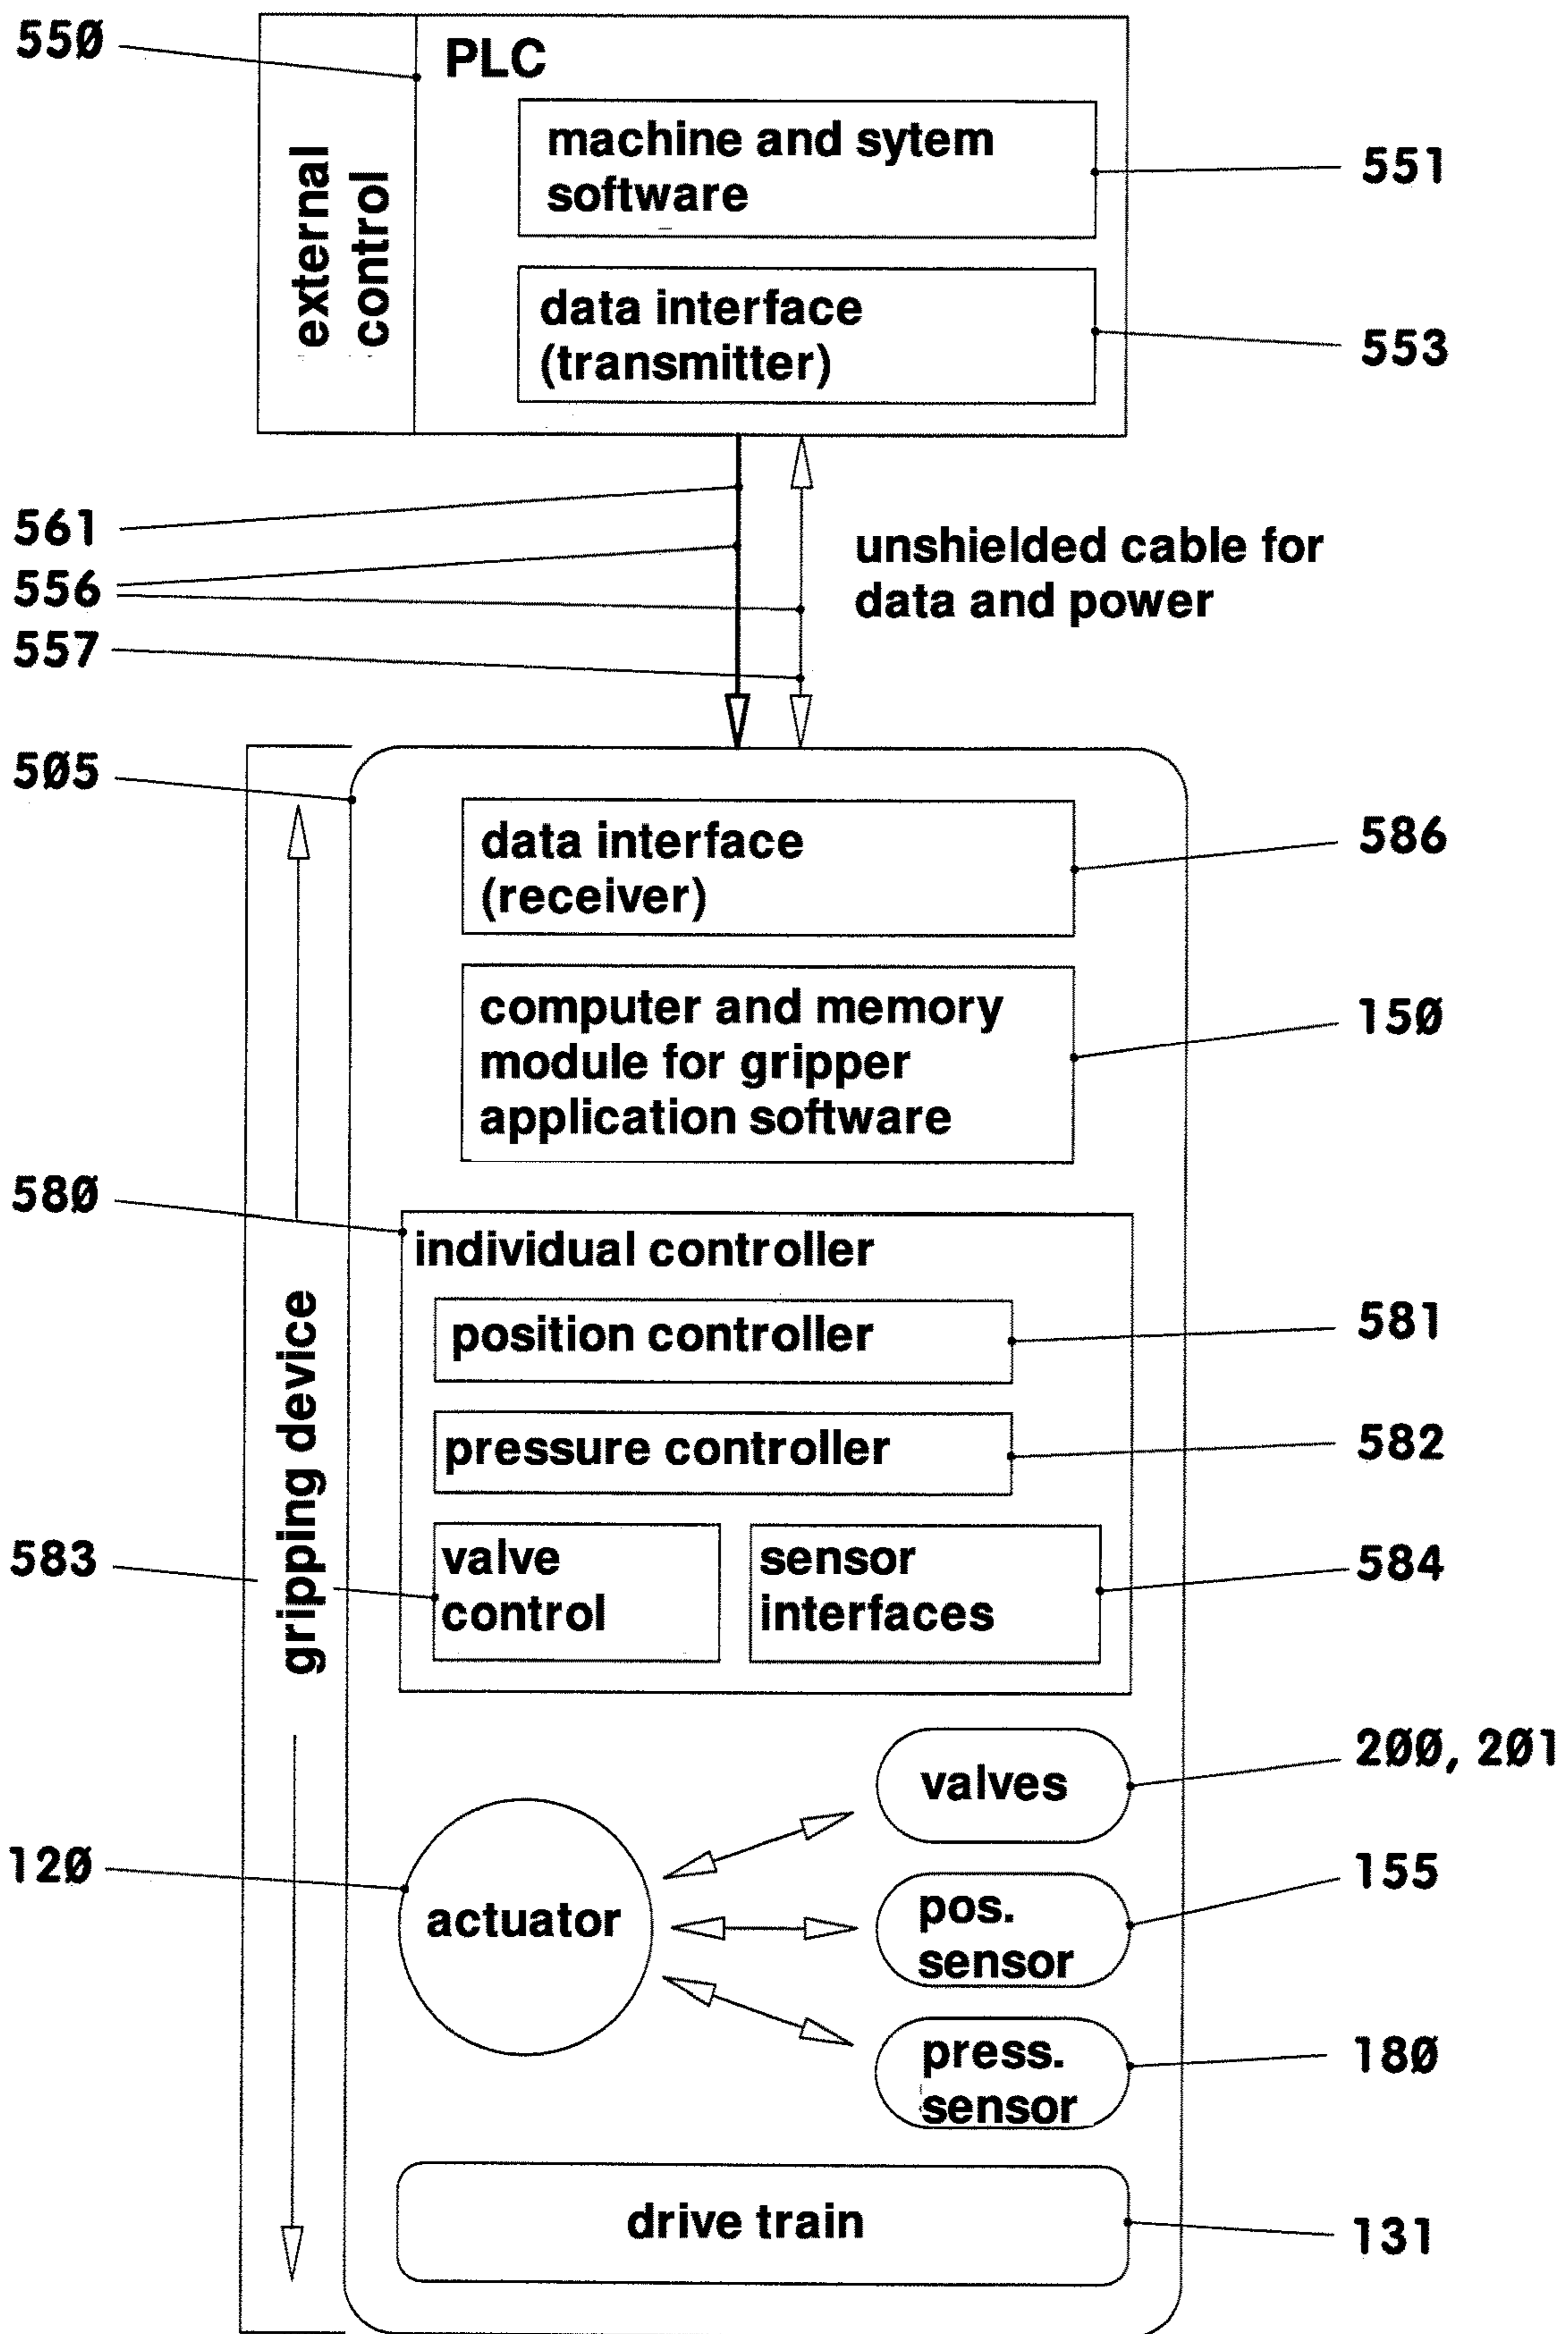 550
PLC
external
control
machine and sytem
software
551
data interface
(transmitter)
553
561
556
557
unshielded cable for
data and power
505
gripping device
data interface
(receiver)
586
computer and memory
module for gripper
application software
150
580
individual controller
position controller
581
pressure controller
582
583
valve
control
sensor
interfaces
584
valves
200, 201
120
actuator
pos.
sensor
155
press.
sensor
180
drive train
131